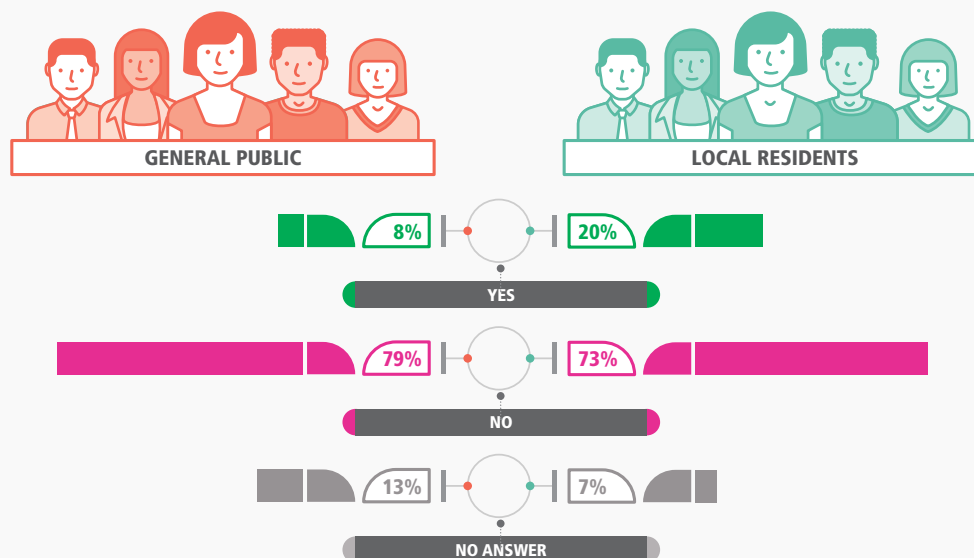 GENERAL PUBLIC
LOCAL RESIDENTS
8%
20%
YES
79%
73%
NO
13%
7%
NO ANSWER